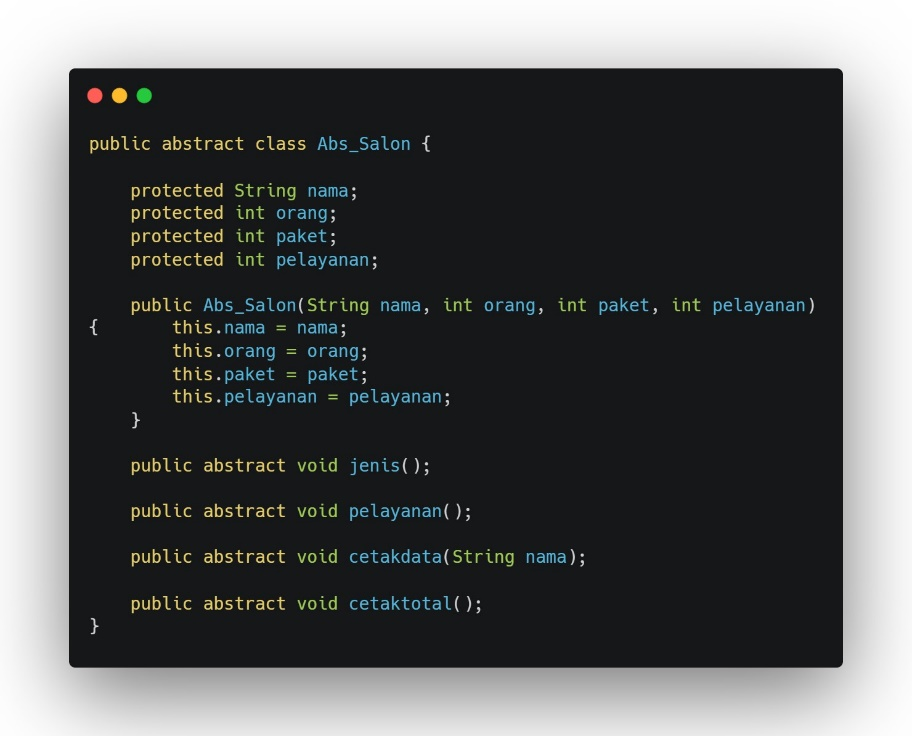 public abstract class Abs_Salon {
    protected String nama;
    protected int orang;
    protected int paket;
    protected int pelayanan;
    public Abs_Salon(String nama, int orang, int paket, int pelayanan)
{       this.nama = nama;
        this.orang = orang;
        this.paket = paket;
        this.pelayanan = pelayanan;
    }
    public abstract void jenis();
    public abstract void pelayanan();
    public abstract void cetakdata(String nama);
    public abstract void cetaktotal();
}